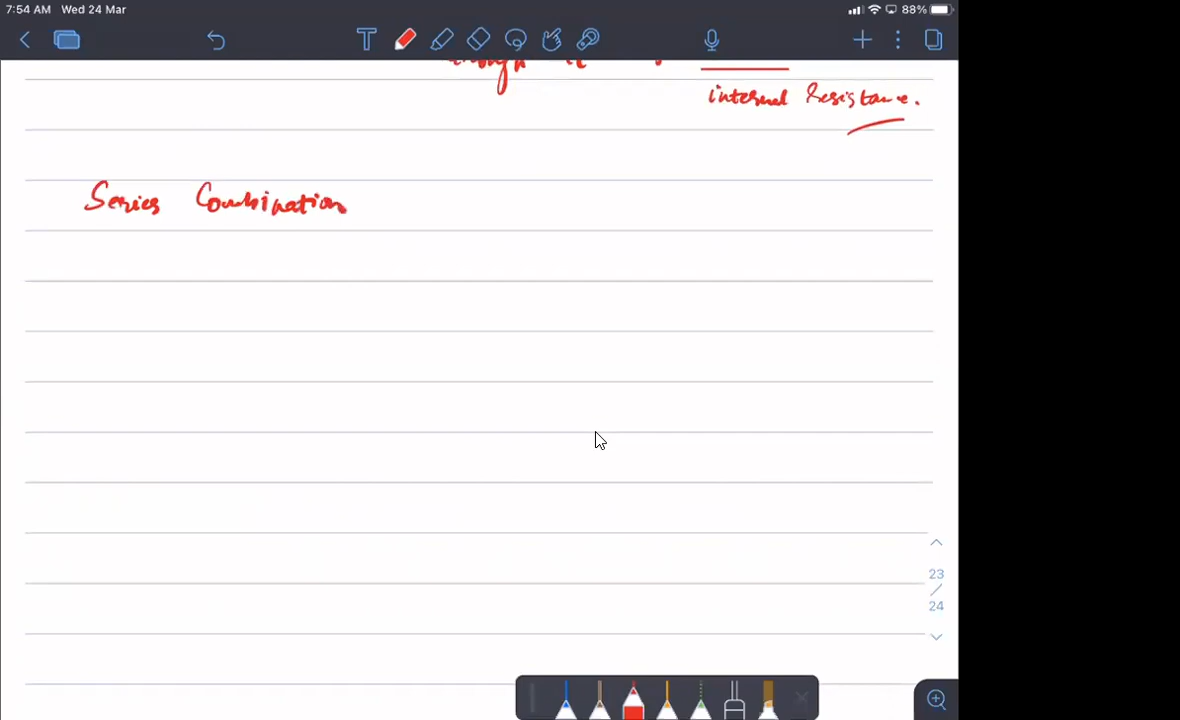 7:54 AM Wed 24 Mar
88%
internal resistance.
Series Combination
23
24